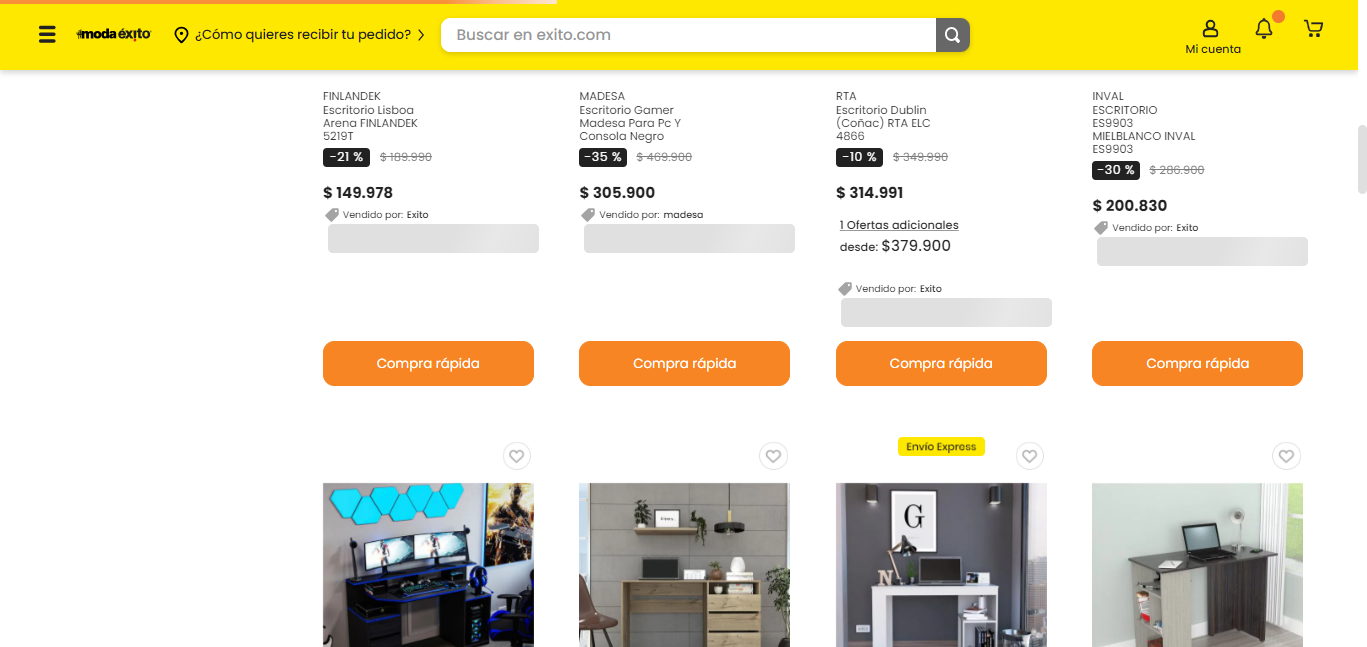 moda éxito
¿Cómo quieres recibir tu pedido?
Buscar en exito.com
Mi cuenta
FINLANDEK
Escritorio Lisboa
Arena FINLANDEK
5219T
-21 % $ 189.990
$ 149.978
Vendido por: Exito
MADESA
Escritorio Gamer
Madesa Para Pc Y
Consola Negro
-35 % $ 469.900
$ 305.900
Vendido por: madesa
RTA
Escritorio Dublin
(Coñac) RTA ELC
4866
-10 % $ 349.990
$ 314.991
1 Ofertas adicionales
desde: $379.900
Vendido por: Exito
INVAL
ESCRITORIO
ES9903
MIELBLANCO INVAL
ES9903
-30 % $ 286.900
$ 200.830
Vendido por: Exito
Compra rápida
Compra rápida
Compra rápida
Compra rápida
Envío Express
G
N